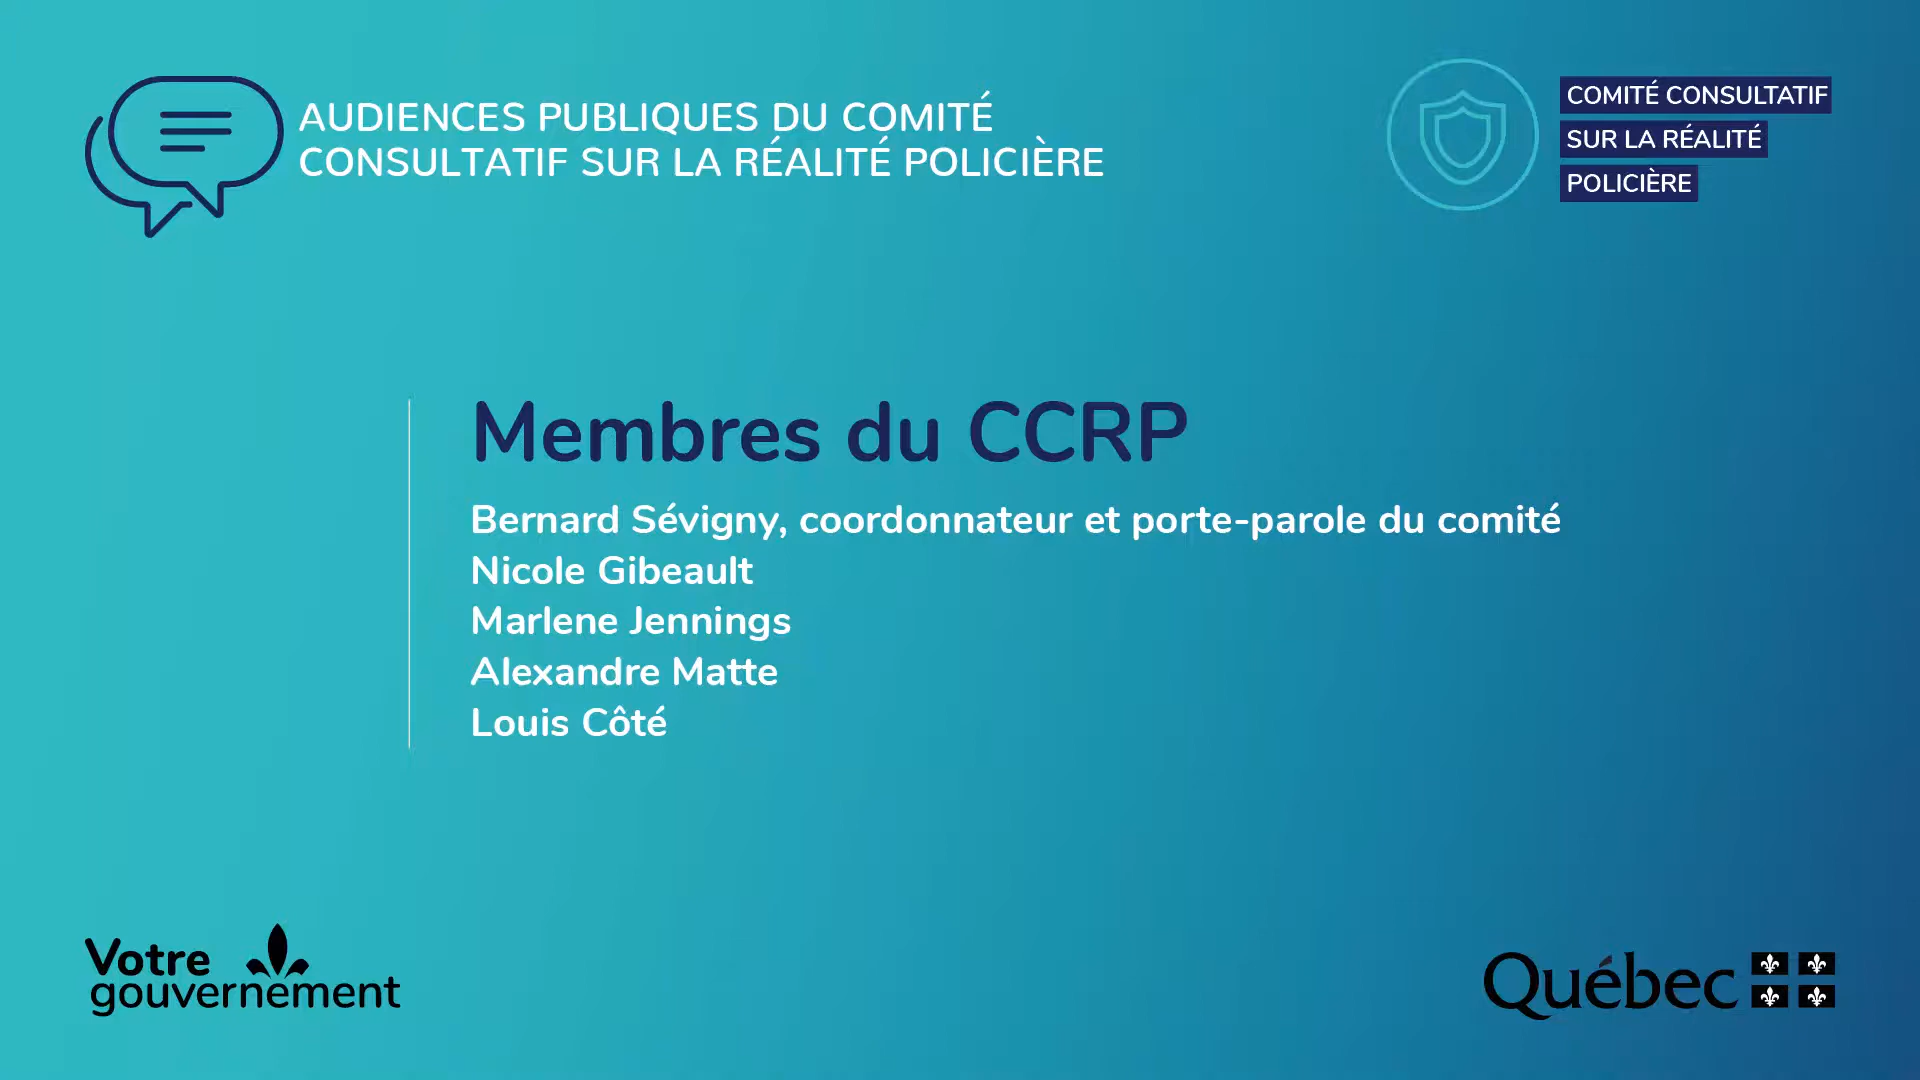 AUDIENCES PUBLIQUES DU COMITÉ
CONSULTATIF SUR LA RÉALITÉ POLICIÈRE
COMITÉ CONSULTATIF
SUR LA RÉALITÉ
POLICIÈRE
Membres du CCRP
Bernard Sévigny, coordonnateur et porte-parole du comité
Nicole Gibeault
Marlene Jennings
Alexandre Matte
Louis Côté
Votre
gouvernement
Québec